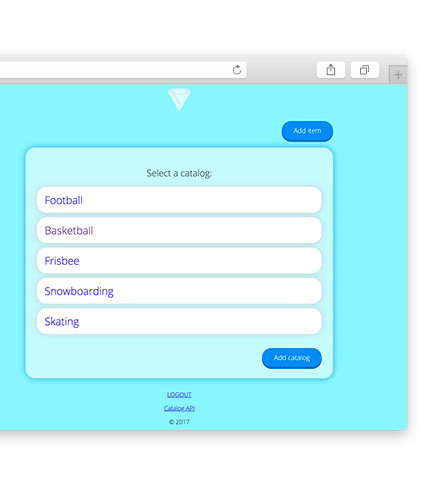 Add item
Select a catalog:
Football
Basketball
Frisbee
Snowboarding
Skating
Add catalog
LOGOUT
Catalog API
© 2017